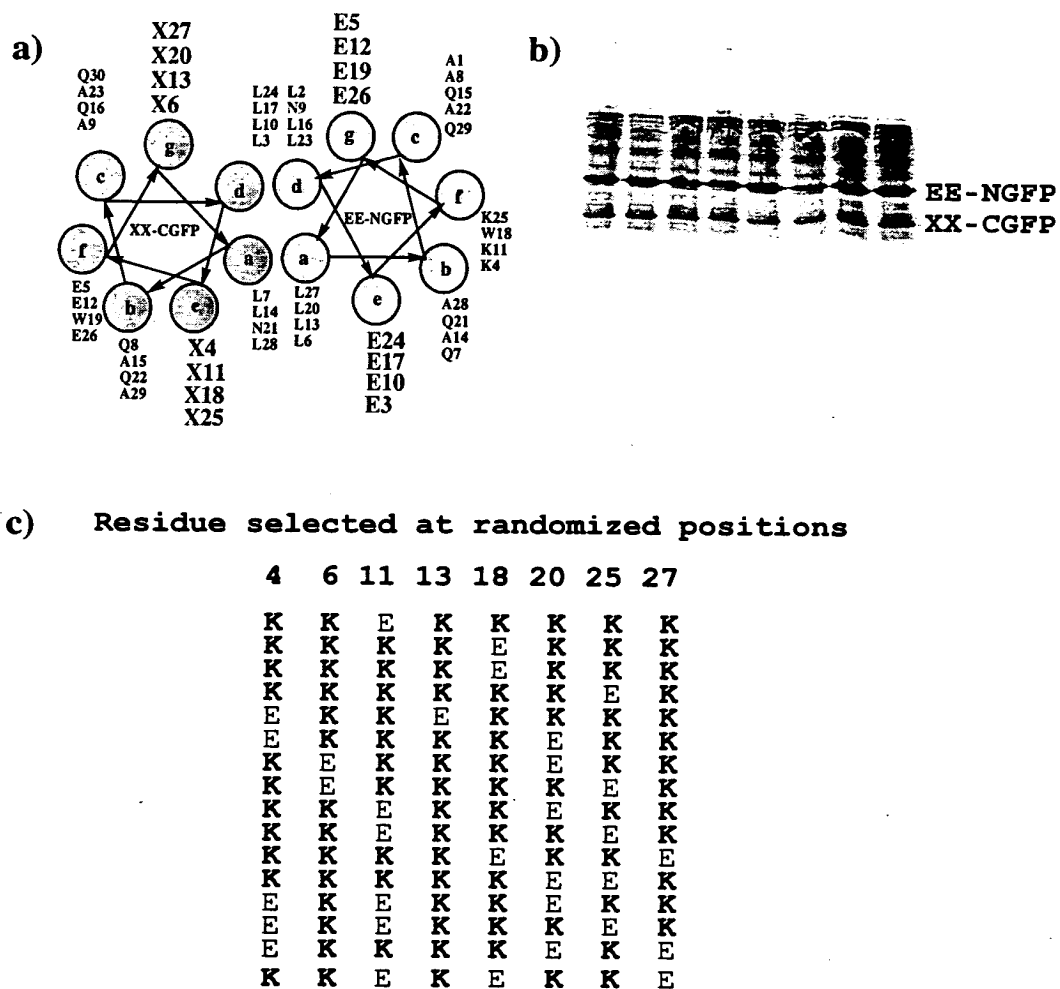 a)
X27
X20
X13
X6
Q30
A23
Q16
A9
g
c
d
XX-CGFP
f
a
b
e
E5
E12
W19
E26
Q8
A15
Q22
A29
X4
X11
X18
X25
L7
L14
N21
L28
L24 L2
L17 N9
L10 L16
L3 L23
E5
E12
E19
E26
A1
A8
Q15
A22
Q29
g
c
d
EE-NGFP
f
a
b
e
K25
W18
K11
K4
L27
L20
L13
L6
A28
Q21
A14
Q7
E24
E17
E10
E3
b)
EE-NGFP
XX-CGFP
c) Residue selected at randomized positions
4 6 11 13 18 20 25 27
K K E K K K K K
K K K K E K K K
K K K K E K K K
K K K K K K E K
E K K E K K K K
E K K K K E K K
K E K K K E K K
K E K K K K E K
K K E K K E K K
K K E K K K E K
K K K K E K K E
K K K K K E E K
E K E K K E K K
E K E K K K E K
E K K K K E K E
K K E K E K K E